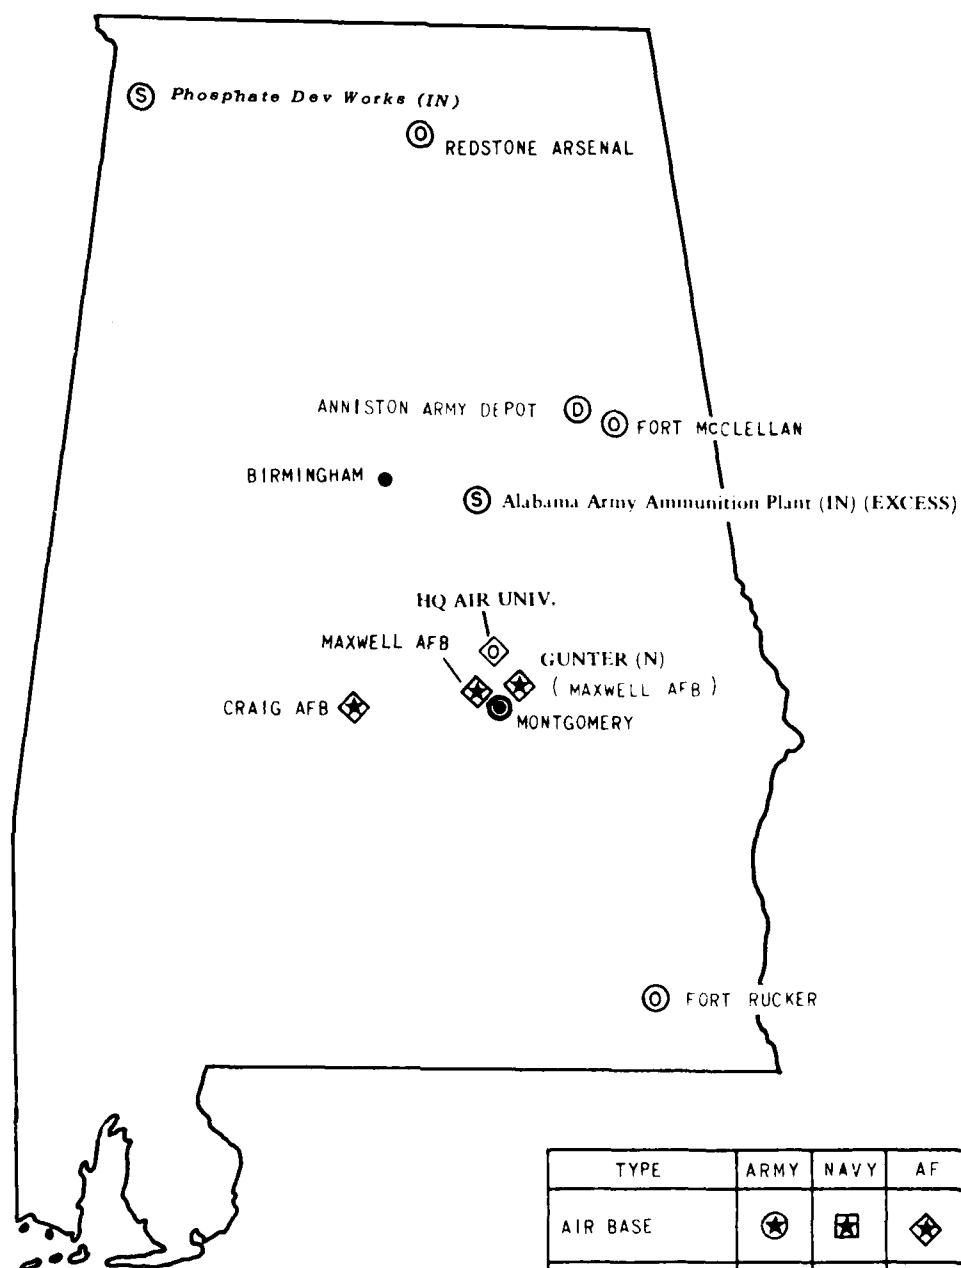 S Phosphate Dev Works (IN)
O REDSTONE ARSENAL
ANNISTON ARMY DEPOT D
O FORT MCCLELLAN
BIRMINGHAM
S Alabama Army Ammunition Plant (IN) (EXCESS)
HQ AIR UNIV.
O
MAXWELL AFB
GUNTER (N)
( MAXWELL AFB )
CRAIG AFB
MONTGOMERY
O FORT RUCKER
TYPE ARMY NAVY AF
AIR BASE